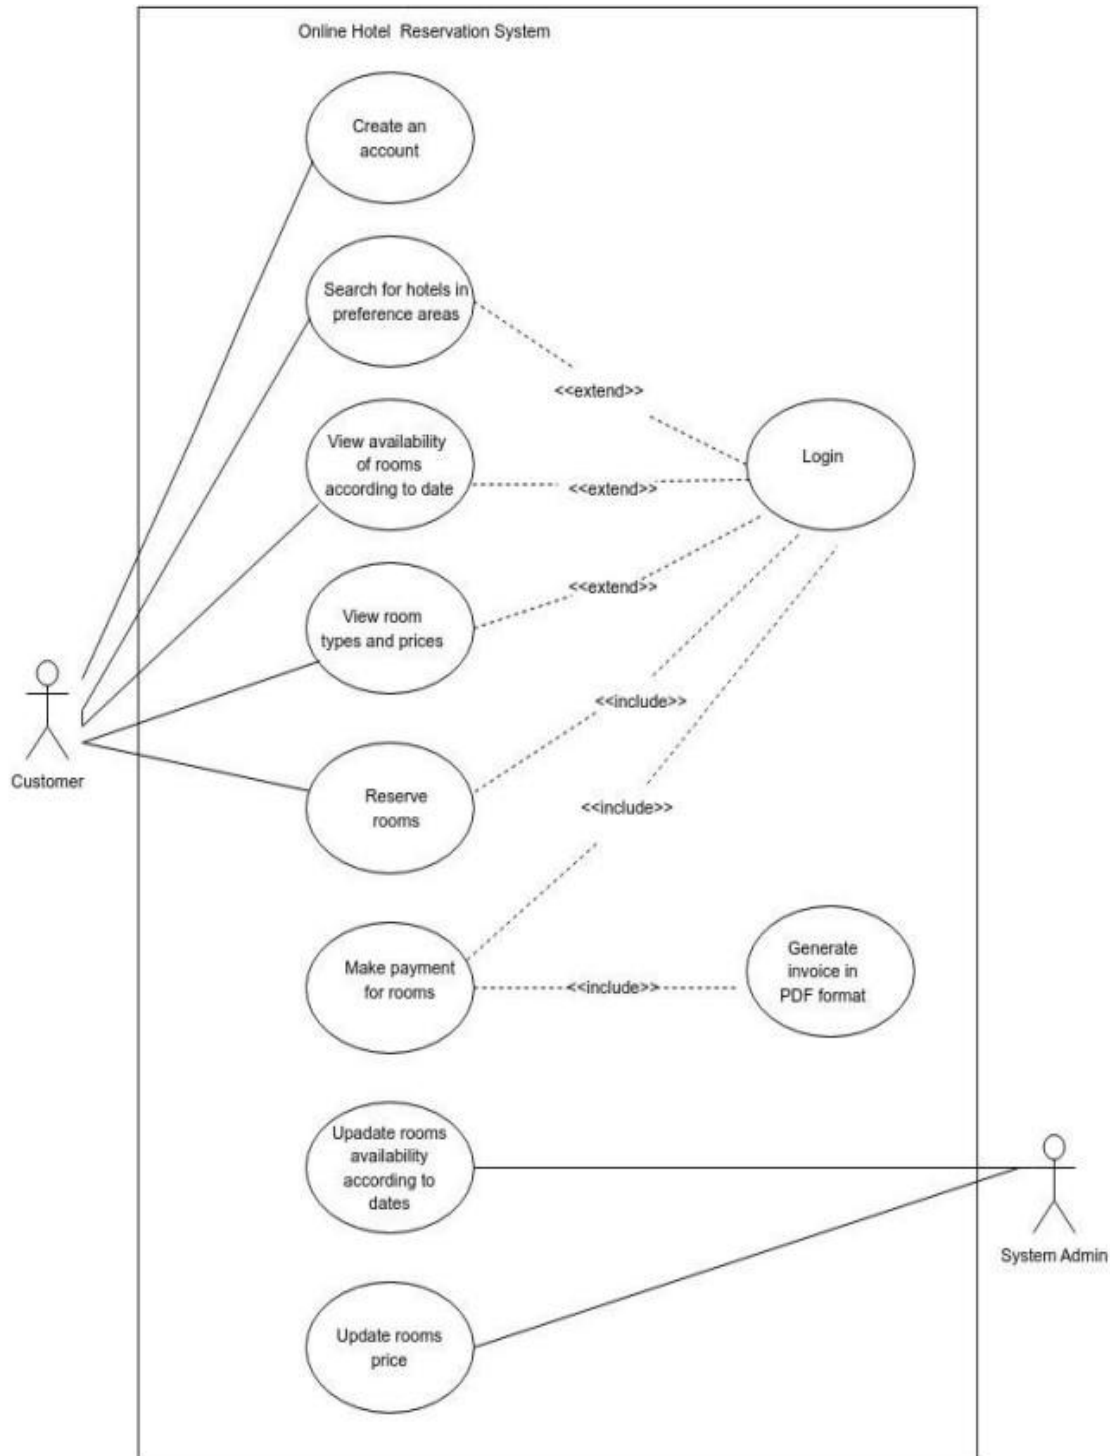 Online Hotel Reservation System
Create an
account
Search for hotels in
preference areas
<<extend>>
View availability
of rooms
according to date
<<extend>>
Login
View room
types and prices
<<extend>>
<<include>>
Customer
Reserve
rooms
<<include>>
Make payment
for rooms
<<include>>
Generate
invoice in
PDF format
Upadate rooms
availability
according to
dates
System Admin
Update rooms
price